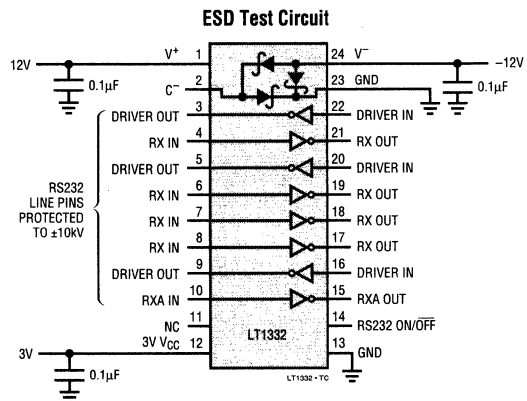 ESD Test Circuit
V+ 1 24 V−
12V −12V
0.1μF 0.1μF
C− 2 23 GND
DRIVER OUT 3 22 DRIVER IN
RX IN 4 21 RX OUT
DRIVER OUT 5 20 DRIVER IN
RX IN 6 19 RX OUT
RS232
LINE PINS
PROTECTED
TO ±10kV
RX IN 7 18 RX OUT
RX IN 8 17 RX OUT
DRIVER OUT 9 16 DRIVER IN
RXA IN 10 15 RXA OUT
NC 11 14 RS232 ON/OFF
LT1332
3V VCC 12 13 GND
3V
0.1μF
LT1332 • TC